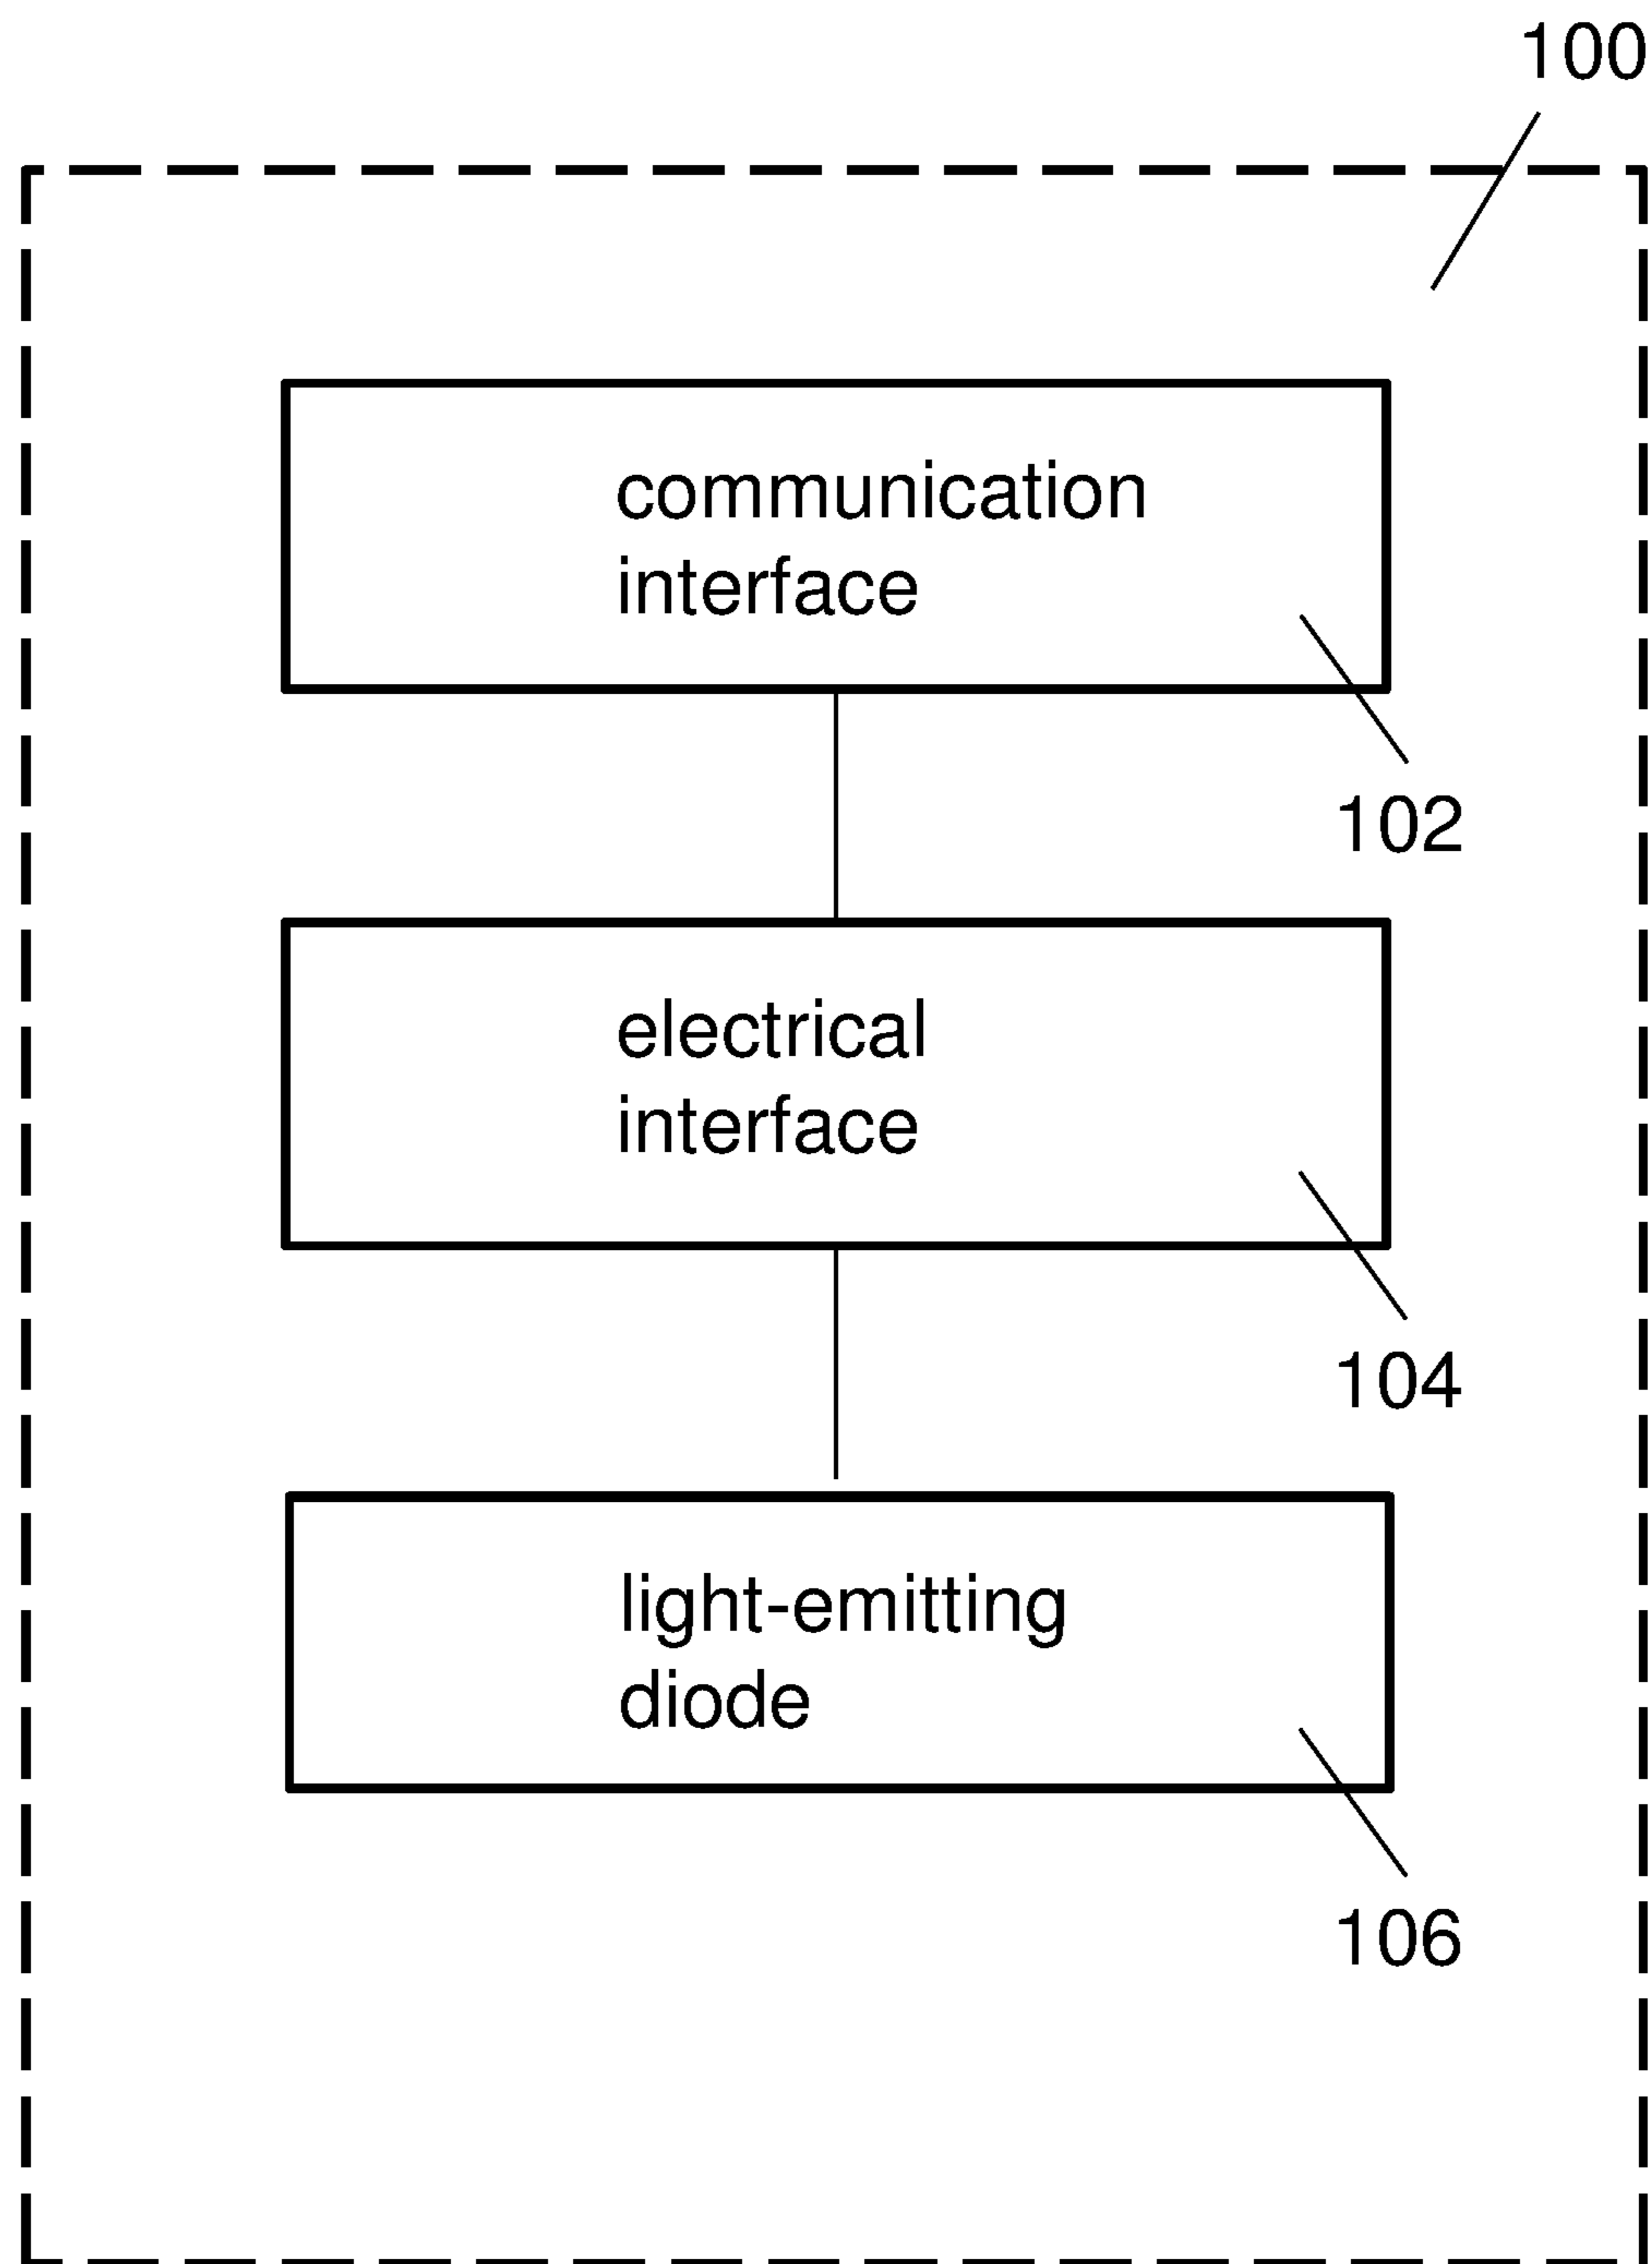 100
communication
interface
102
electrical
interface
104
light-emitting
diode
106